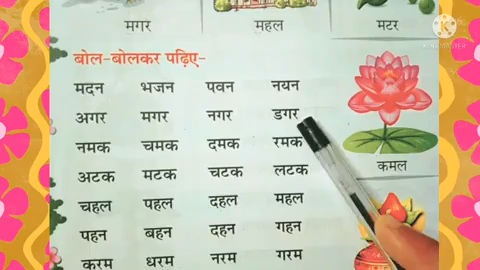 मगर महल मटर
बोल-बोलकर पढ़िए-
मदन भजन पवन नयन
अगर मगर नगर डगर
नमक चमक दमक रमक
कमल
अटक मटक चटक लटक
चहल पहल दहल महल
पहन बहन दहन गहन
करम धरम नरम गरम